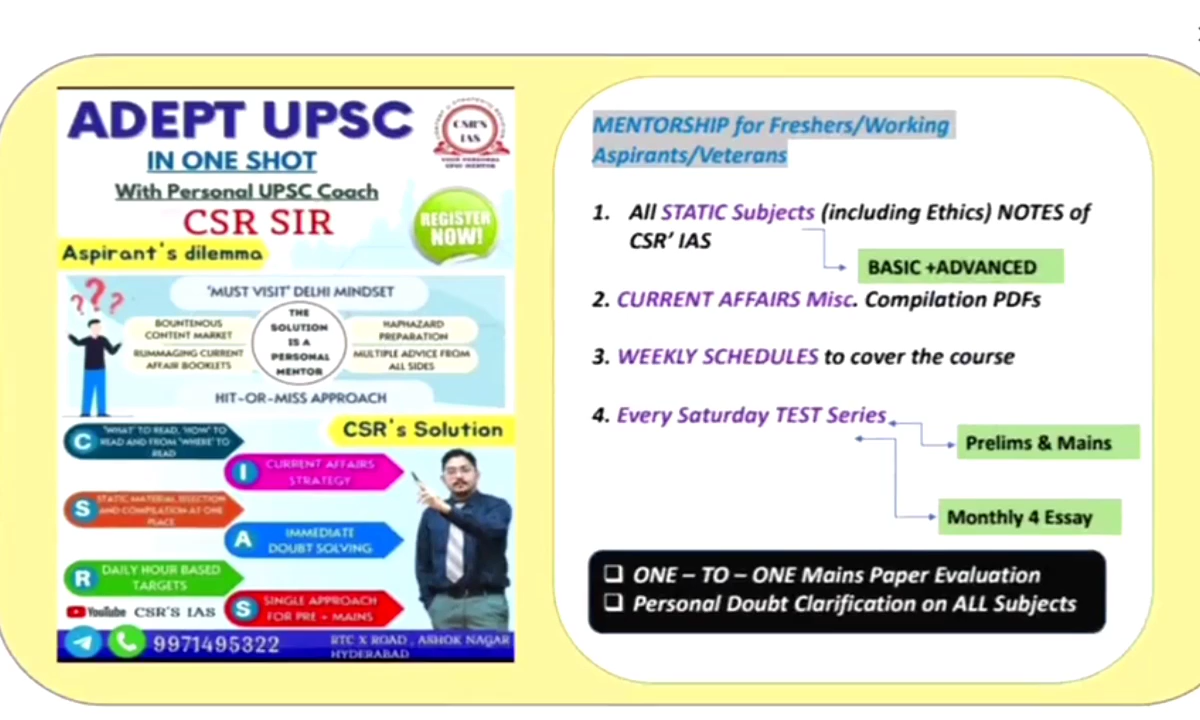 ADEPT UPSC
CSR'S
IAS
YOUR PERSONAL
UPSC MENTOR
IN ONE SHOT
With Personal UPSC Coach
CSR SIR
REGISTER
NOW!
Aspirant's dilemma
???
'MUST VISIT' DELHI MINDSET
BOUNTENOUS
CONTENT MARKET
RUMMAGING CURRENT
AFFAIR BOOKLETS
THE
SOLUTION
IS A
PERSONAL
MENTOR
HAPHAZARD
PREPARATION
MULTIPLE ADVICE FROM
ALL SIDES
HIT-OR-MISS APPROACH
CSR's Solution
C
'WHAT' TO READ, 'HOW' TO
READ AND FROM 'WHERE' TO
READ
I
CURRENT AFFAIRS
STRATEGY
S
STATIC MATERIAL SELECTION
AND COMPILATION AT ONE
PLACE
A
IMMEDIATE
DOUBT SOLVING
R
DAILY HOUR BASED
TARGETS
S
SINGLE APPROACH
FOR PRE + MAINS
YouTube CSR'S IAS
9971495322
RTC X ROAD , ASHOK NAGAR
HYDERABAD
MENTORSHIP for Freshers/Working
Aspirants/Veterans
1. All STATIC Subjects (including Ethics) NOTES of
CSR' IAS
BASIC +ADVANCED
2. CURRENT AFFAIRS Misc. Compilation PDFs
3. WEEKLY SCHEDULES to cover the course
4. Every Saturday TEST Series
Prelims & Mains
Monthly 4 Essay
ONE – TO – ONE Mains Paper Evaluation
Personal Doubt Clarification on ALL Subjects